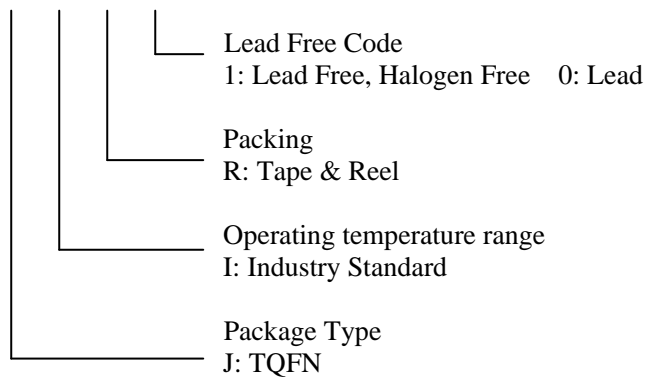 Lead Free Code
1: Lead Free, Halogen Free 0: Lead
Packing
R: Tape & Reel
Operating temperature range
I: Industry Standard
Package Type
J: TQFN